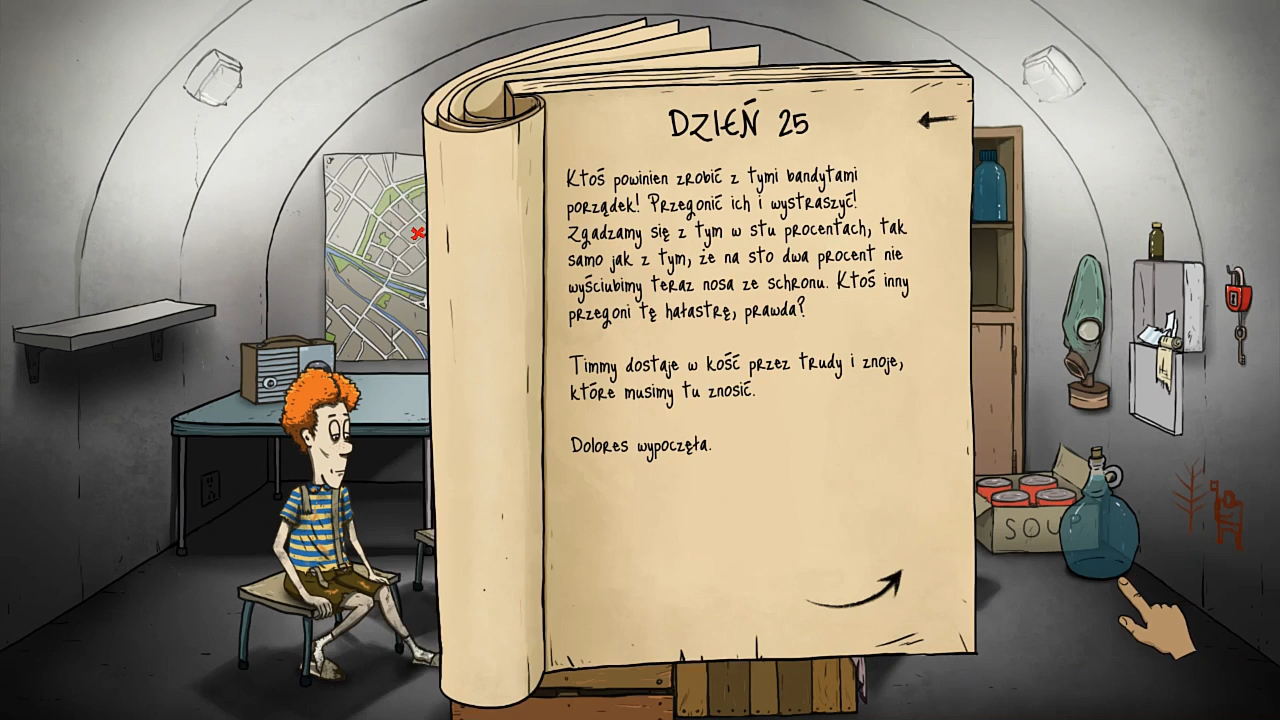 DZIEŃ 25
Ktoś powinien zrobić z tymi bandytami
porządek! Przegonić ich i wystraszyć!
Zgadzamy się z tym w stu procentach, tak
samo jak z tym, że na sto dwa procent nie
wyściubimy teraz nosa ze schronu. Ktoś inny
przegoni tę hałastrę, prawda?
Timmy dostaje w kość przez trudy i znoje,
które musimy tu znosić.
Dolores wypoczęła.
SOUP